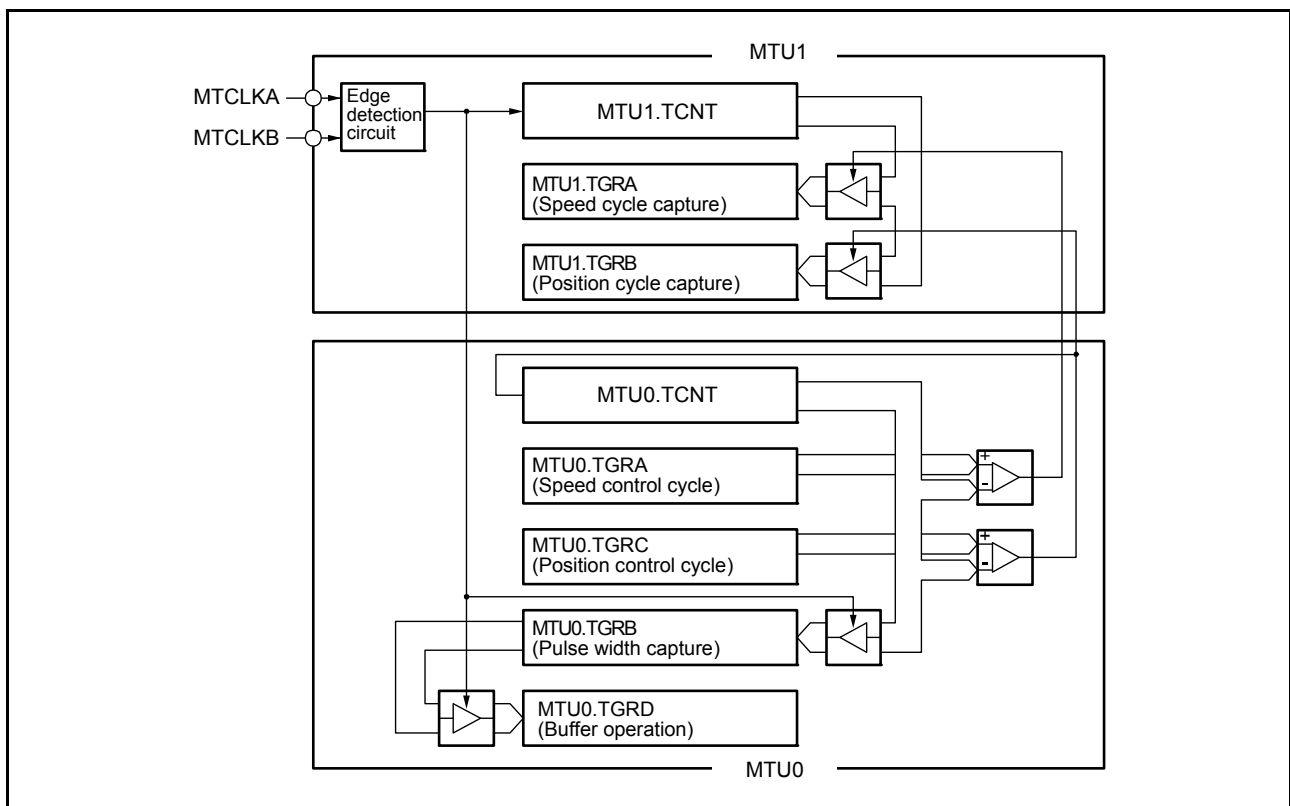 MTU1
MTCLKA
MTCLKB
Edge
detection
circuit
MTU1.TCNT
MTU1.TGRA
(Speed cycle capture)
MTU1.TGRB
(Position cycle capture)
MTU0.TCNT
MTU0.TGRA
(Speed control cycle)
+
-
MTU0.TGRC
(Position control cycle)
+
-
MTU0.TGRB
(Pulse width capture)
MTU0.TGRD
(Buffer operation)
MTU0